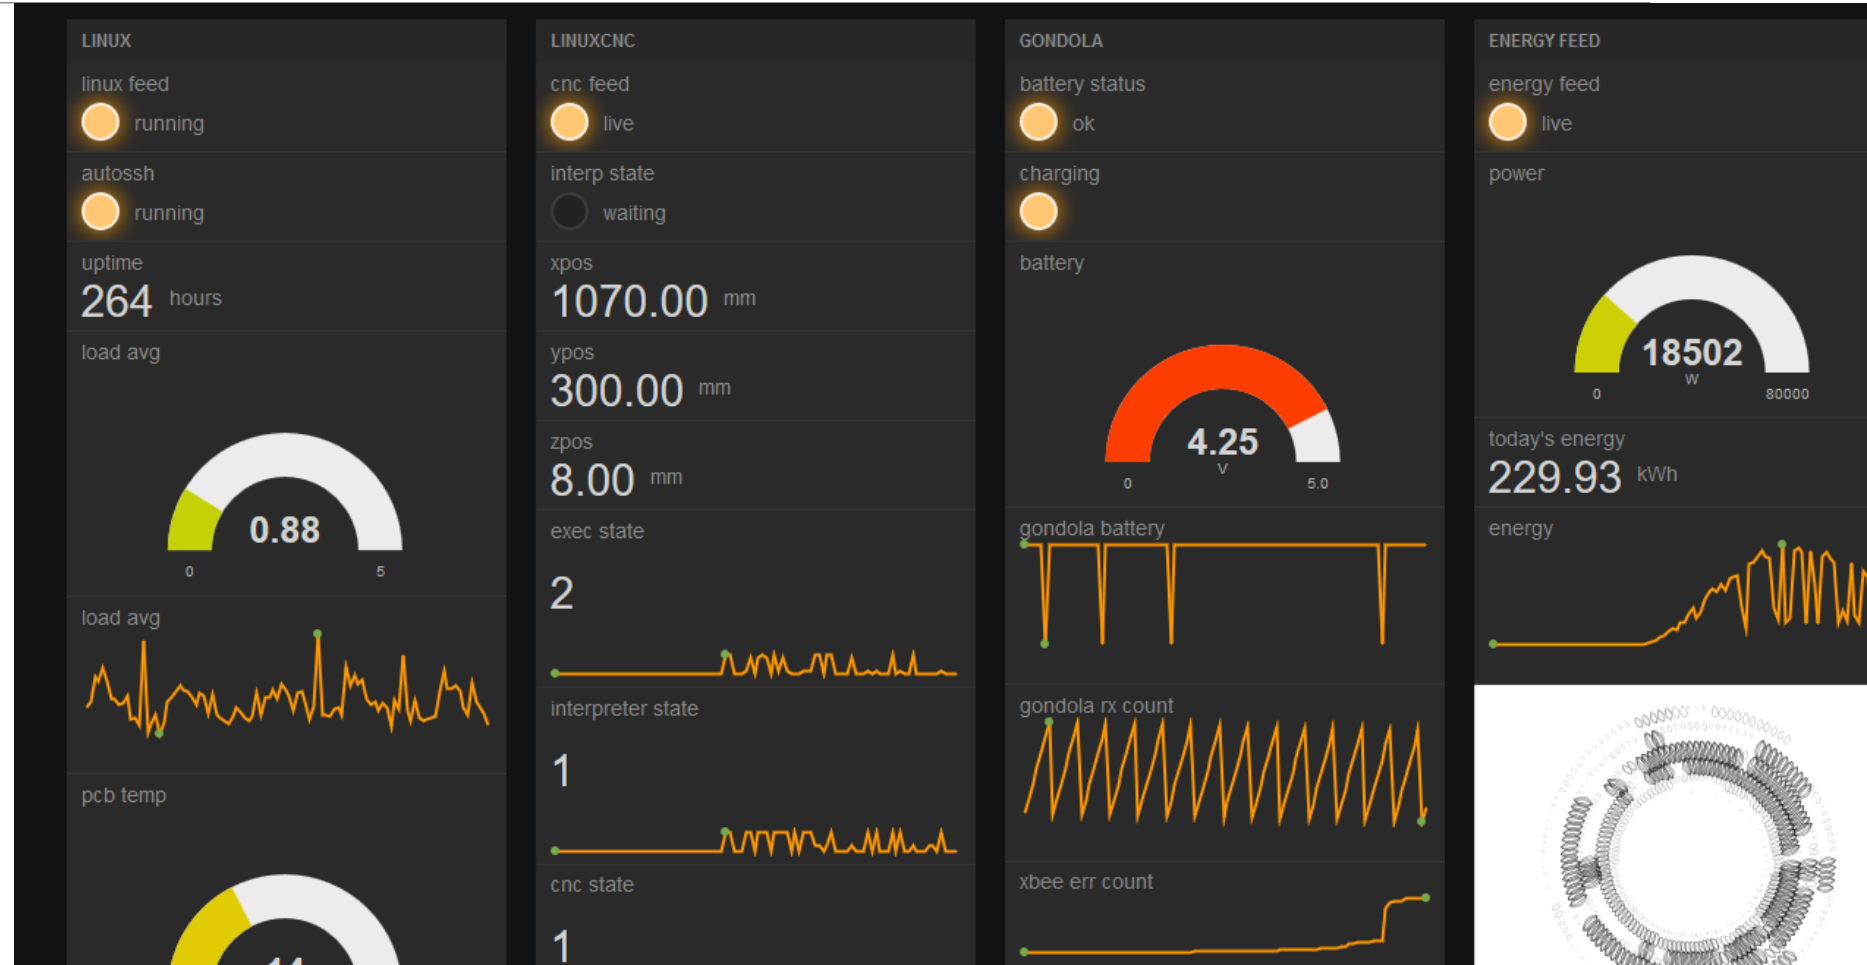 LINUX
linux feed
running
autossh
running
uptime
264 hours
load avg
0.88
0 5
load avg
pcb temp
LINUXCNC
cnc feed
live
interp state
waiting
xpos
1070.00 mm
ypos
300.00 mm
zpos
8.00 mm
exec state
2
interpreter state
1
cnc state
1
GONDOLA
battery status
ok
charging
battery
4.25
V
0 5.0
gondola battery
gondola rx count
xbee err count
ENERGY FEED
energy feed
live
power
18502
W
0 80000
today's energy
229.93 kWh
energy